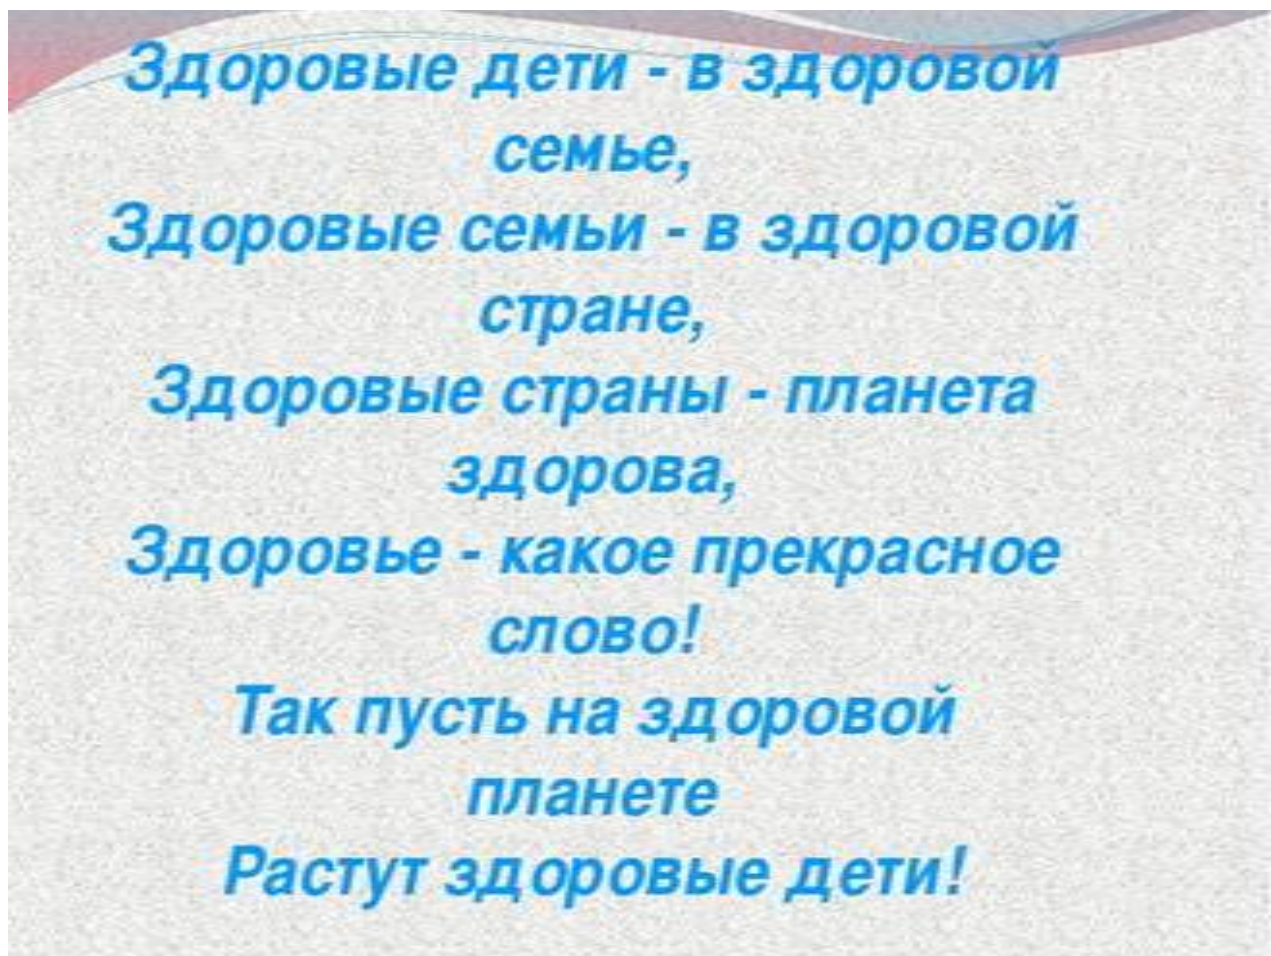 Здоровые дети - в здоровой
семье,
Здоровые семьи - в здоровой
стране,
Здоровые страны - планета
здорова,
Здоровье - какое прекрасное
слово!
Так пусть на здоровой
планете
Растут здоровые дети!